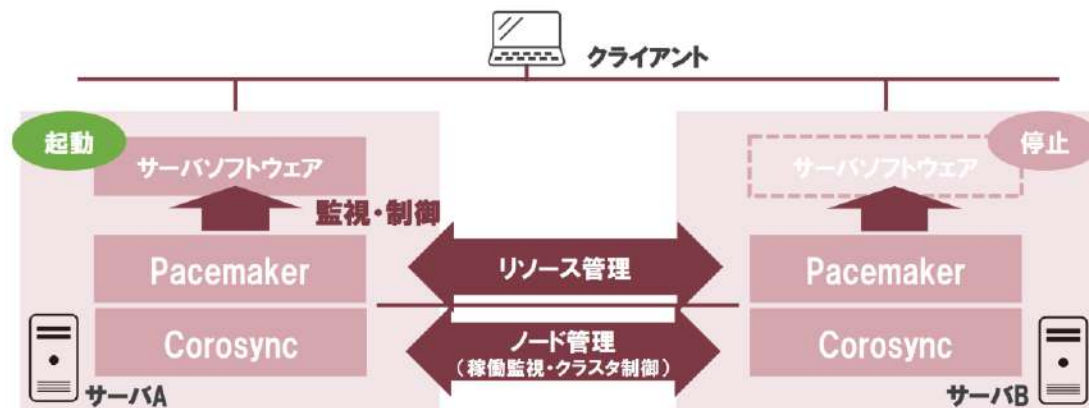 クライアント
起動
サーバソフトウェア
監視・制御
Pacemaker
Corosync
サーバA
リソース管理
ノード管理
(稼働監視・クラスタ制御)
停止
サーバソフトウェア
Pacemaker
Corosync
サーバB